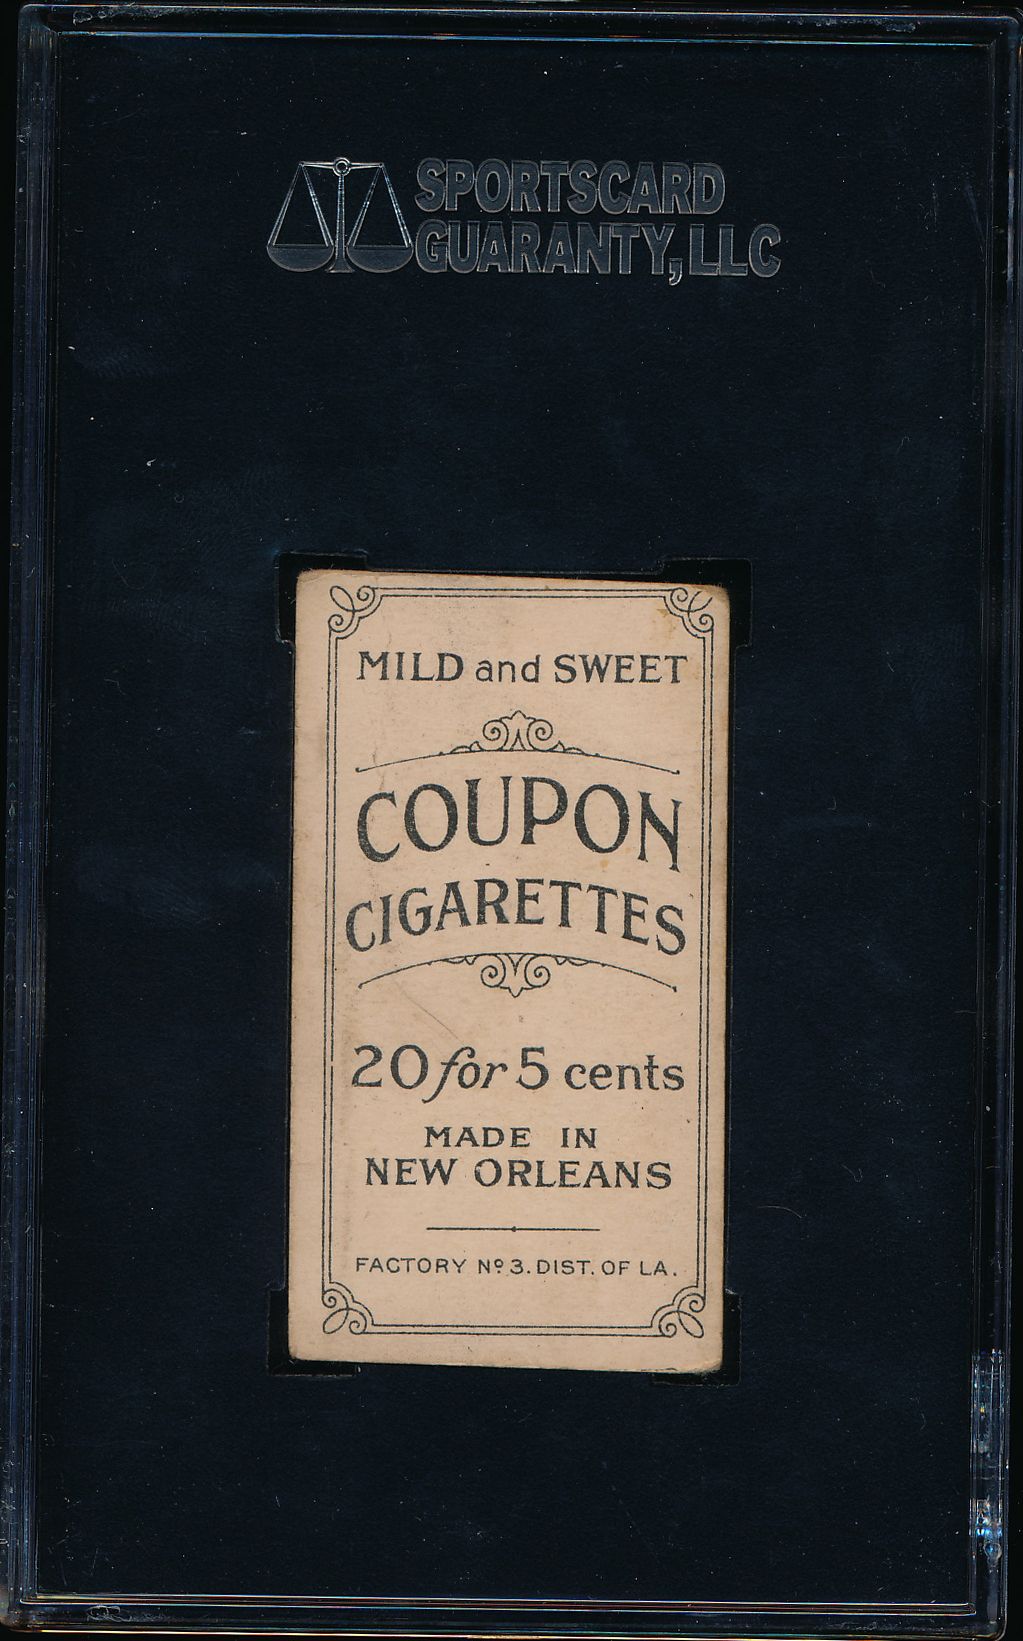 SPORTSCARD
GUARANTY, LLC
MILD and SWEET
COUPON
CIGARETTES
20 for 5 cents
MADE IN
NEW ORLEANS
FACTORY Nº 3. DIST. OF LA.